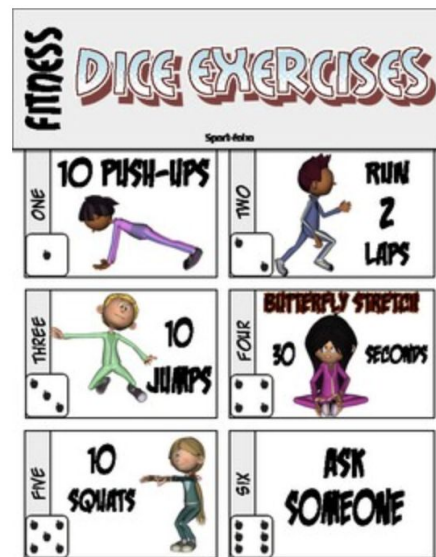 FITNESS
DICE EXERCISES
Sport-folio
ONE
10 PUSH-UPS
TWO
RUN
2
LAPS
THREE
10
JUMPS
FOUR
BUTTERFLY STRETCH
30 SECONDS
FIVE
10
SQUATS
SIX
ASK
SOMEONE